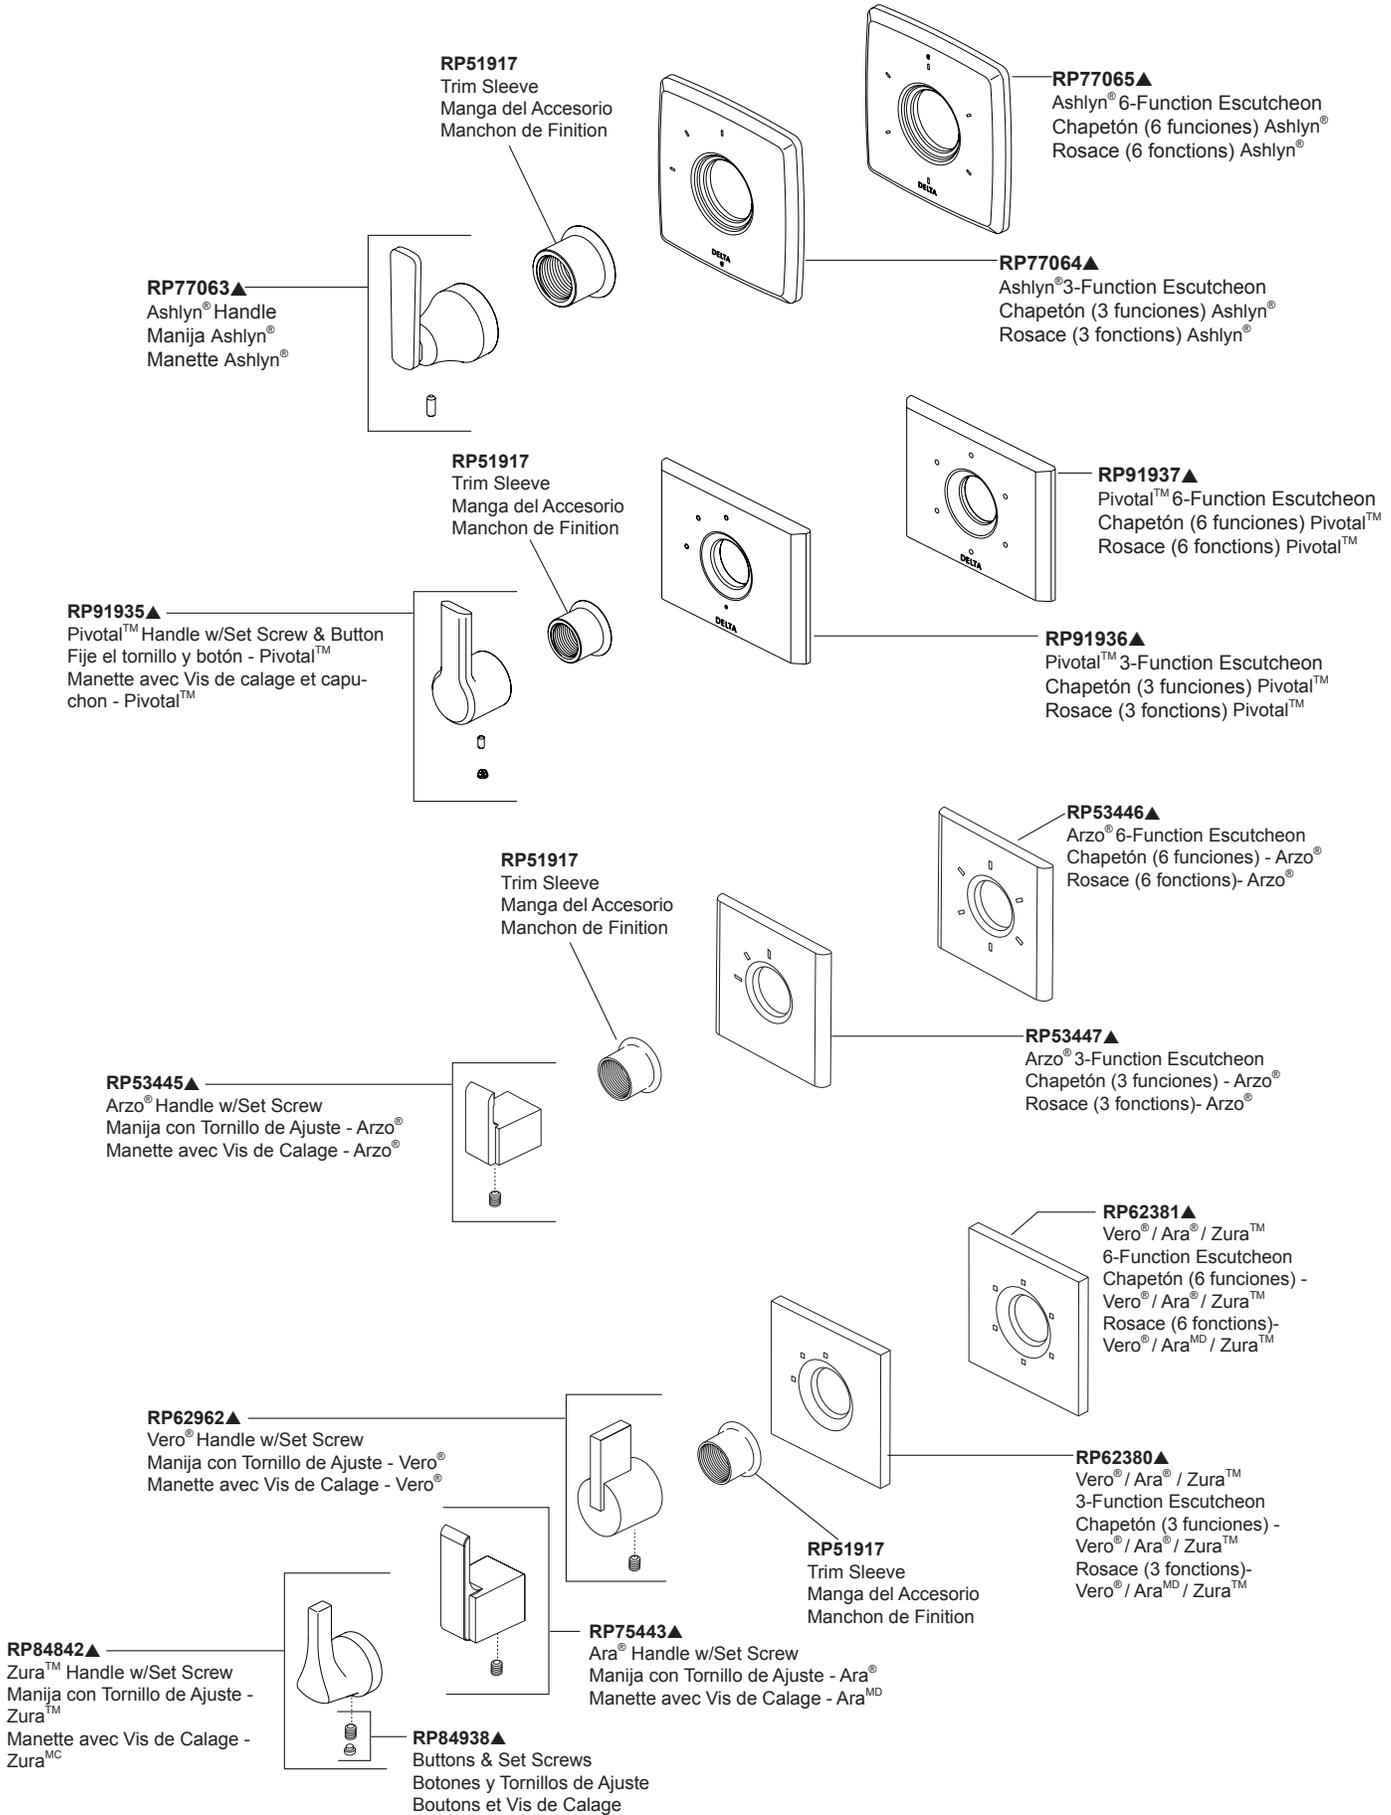 RP51917
Trim Sleeve
Manga del Accesorio
Manchon de Finition
RP77065▲
Ashlyn® 6-Function Escutcheon
Chapetón (6 funciones) Ashlyn®
Rosace (6 fonctions) Ashlyn®
DELTA
DELTA
RP77064▲
Ashlyn®3-Function Escutcheon
Chapetón (3 funciones) Ashlyn®
Rosace (3 fonctions) Ashlyn®
RP77063▲
Ashlyn® Handle
Manija Ashlyn®
Manette Ashlyn®
RP51917
Trim Sleeve
Manga del Accesorio
Manchon de Finition
RP91937▲
Pivotal™ 6-Function Escutcheon
Chapetón (6 funciones) Pivotal™
Rosace (6 fonctions) Pivotal™
DELTA
DELTA
RP91936▲
Pivotal™ 3-Function Escutcheon
Chapetón (3 funciones) Pivotal™
Rosace (3 fonctions) Pivotal™
RP91935▲
Pivotal™ Handle w/Set Screw & Button
Fije el tornillo y botón - Pivotal™
Manette avec Vis de calage et capu-
chon - Pivotal™
RP53446▲
Arzo® 6-Function Escutcheon
Chapetón (6 funciones) - Arzo®
Rosace (6 fonctions)- Arzo®
RP51917
Trim Sleeve
Manga del Accesorio
Manchon de Finition
RP53447▲
Arzo® 3-Function Escutcheon
Chapetón (3 funciones) - Arzo®
Rosace (3 fonctions)- Arzo®
RP53445▲
Arzo® Handle w/Set Screw
Manija con Tornillo de Ajuste - Arzo®
Manette avec Vis de Calage - Arzo®
RP62381▲
Vero® / Ara® / Zura™
6-Function Escutcheon
Chapetón (6 funciones) -
Vero® / Ara® / Zura™
Rosace (6 fonctions)-
Vero® / Ara^MD / Zura™
RP62962▲
Vero® Handle w/Set Screw
Manija con Tornillo de Ajuste - Vero®
Manette avec Vis de Calage - Vero®
RP62380▲
Vero® / Ara® / Zura™
3-Function Escutcheon
Chapetón (3 funciones) -
Vero® / Ara® / Zura™
Rosace (3 fonctions)-
Vero® / Ara^MD / Zura™
RP51917
Trim Sleeve
Manga del Accesorio
Manchon de Finition
RP75443▲
Ara® Handle w/Set Screw
Manija con Tornillo de Ajuste - Ara®
Manette avec Vis de Calage - Ara^MD
RP84842▲
Zura™ Handle w/Set Screw
Manija con Tornillo de Ajuste -
Zura™
Manette avec Vis de Calage -
Zura^MC
RP84938▲
Buttons & Set Screws
Botones y Tornillos de Ajuste
Boutons et Vis de Calage